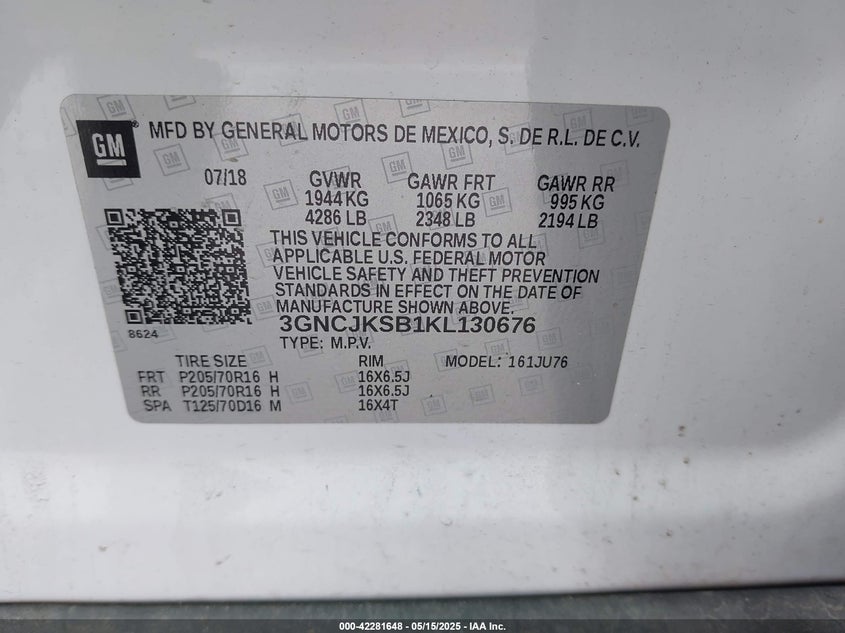 GM
MFD BY GENERAL MOTORS DE MEXICO, S. DE R.L. DE C.V.
07/18 GVWR GAWR FRT GAWR RR
1944 KG 1065 KG 995 KG
4286 LB 2348 LB 2194 LB
THIS VEHICLE CONFORMS TO ALL
APPLICABLE U.S. FEDERAL MOTOR
VEHICLE SAFETY AND THEFT PREVENTION
STANDARDS IN EFFECT ON THE DATE OF
MANUFACTURE SHOWN ABOVE.
3GNCJKSB1KL130676
8624
TYPE: M.P.V.
TIRE SIZE RIM MODEL: 161JU76
FRT P205/70R16 H 16X6.5J
RR P205/70R16 H 16X6.5J
SPA T125/70D16 M 16X4T
000-42281648 — 05/15/2025 — IAA Inc.